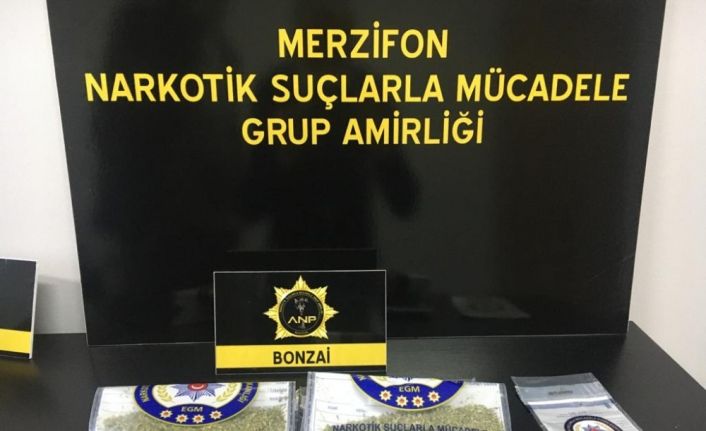 MERZİFON
NARKOTİK SUÇLARLA MÜCADELE
GRUP AMİRLİĞİ
ANP
BONZAİ
EGM
EGM
NARKOTİK SUÇLARLA MÜCADELE